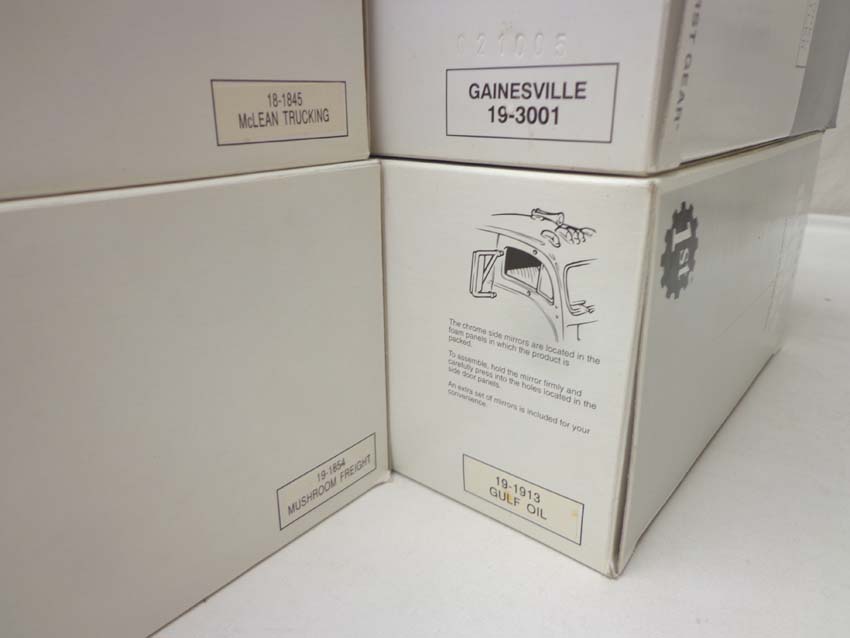 18-1845
McLEAN TRUCKING
021005
GAINESVILLE
19-3001
ST GEAR
1st
The chrome side mirrors are located in the
foam panels in which the product is
packed.
To assemble, hold the mirror firmly and
carefully press into the holes located in the
side door panels.
An extra set of mirrors is included for your
convenience.
19-1854
MUSHROOM FREIGHT
19-1913
GULF OIL